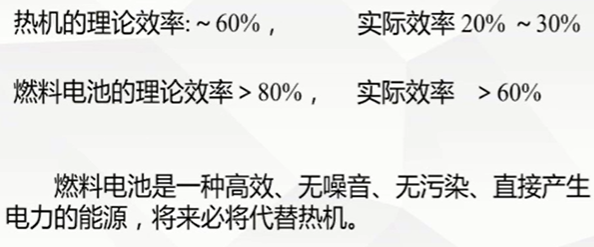 热机的理论效率:~60%， 实际效率 20% ~30%
燃料电池的理论效率>80%， 实际效率 >60%
燃料电池是一种高效、无噪音、无污染、直接产生
电力的能源，将来必将代替热机。